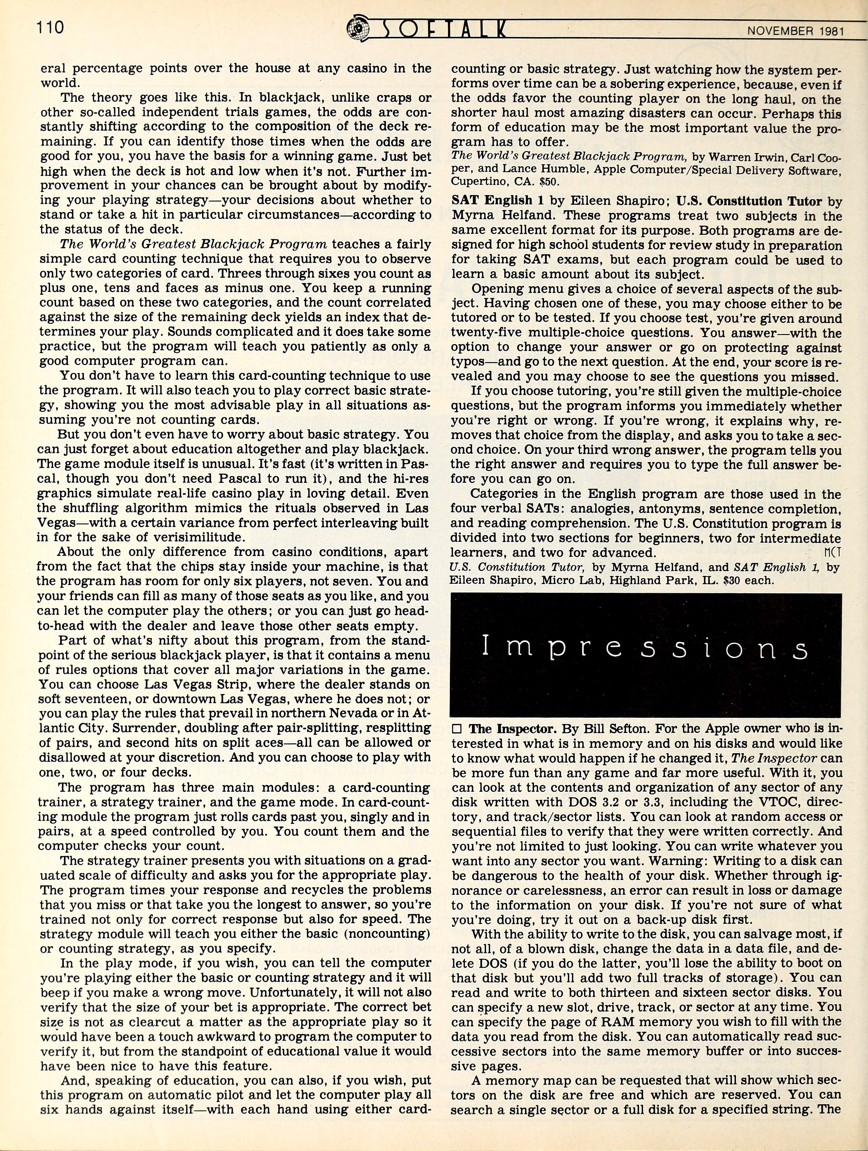 110
SOFTALK
NOVEMBER 1981
eral percentage points over the house at any casino in the
world.
The theory goes like this. In blackjack, unlike craps or
other so-called independent trials games, the odds are con-
stantly shifting according to the composition of the deck re-
maining. If you can identify those times when the odds are
good for you, you have the basis for a winning game. Just bet
high when the deck is hot and low when it's not. Further im-
provement in your chances can be brought about by modify-
ing your playing strategy—your decisions about whether to
stand or take a hit in particular circumstances—according to
the status of the deck.
The World's Greatest Blackjack Program teaches a fairly
simple card counting technique that requires you to observe
only two categories of card. Threes through sixes you count as
plus one, tens and faces as minus one. You keep a running
count based on these two categories, and the count correlated
against the size of the remaining deck yields an index that de-
termines your play. Sounds complicated and it does take some
practice, but the program will teach you patiently as only a
good computer program can.
You don't have to learn this card-counting technique to use
the program. It will also teach you to play correct basic strate-
gy, showing you the most advisable play in all situations as-
suming you're not counting cards.
But you don't even have to worry about basic strategy. You
can just forget about education altogether and play blackjack.
The game module itself is unusual. It's fast (it's written in Pas-
cal, though you don't need Pascal to run it), and the hi-res
graphics simulate real-life casino play in loving detail. Even
the shuffling algorithm mimics the rituals observed in Las
Vegas—with a certain variance from perfect interleaving built
in for the sake of verisimilitude.
About the only difference from casino conditions, apart
from the fact that the chips stay inside your machine, is that
the program has room for only six players, not seven. You and
your friends can fill as many of those seats as you like, and you
can let the computer play the others; or you can just go head-
to-head with the dealer and leave those other seats empty.
Part of what's nifty about this program, from the stand-
point of the serious blackjack player, is that it contains a menu
of rules options that cover all major variations in the game.
You can choose Las Vegas Strip, where the dealer stands on
soft seventeen, or downtown Las Vegas, where he does not; or
you can play the rules that prevail in northern Nevada or in At-
lantic City. Surrender, doubling after pair-splitting, resplitting
of pairs, and second hits on split aces—all can be allowed or
disallowed at your discretion. And you can choose to play with
one, two, or four decks.
The program has three main modules: a card-counting
trainer, a strategy trainer, and the game mode. In card-count-
ing module the program just rolls cards past you, singly and in
pairs, at a speed controlled by you. You count them and the
computer checks your count.
The strategy trainer presents you with situations on a grad-
uated scale of difficulty and asks you for the appropriate play.
The program times your response and recycles the problems
that you miss or that take you the longest to answer, so you're
trained not only for correct response but also for speed. The
strategy module will teach you either the basic (noncounting)
or counting strategy, as you specify.
In the play mode, if you wish, you can tell the computer
you're playing either the basic or counting strategy and it will
beep if you make a wrong move. Unfortunately, it will not also
verify that the size of your bet is appropriate. The correct bet
size is not as clearcut a matter as the appropriate play so it
would have been a touch awkward to program the computer to
verify it, but from the standpoint of educational value it would
have been nice to have this feature.
And, speaking of education, you can also, if you wish, put
this program on automatic pilot and let the computer play all
six hands against itself—with each hand using either card-
counting or basic strategy. Just watching how the system per-
forms over time can be a sobering experience, because, even if
the odds favor the counting player on the long haul, on the
shorter haul most amazing disasters can occur. Perhaps this
form of education may be the most important value the pro-
gram has to offer.
The World's Greatest Blackjack Program, by Warren Irwin, Carl Coo-
per, and Lance Humble, Apple Computer/Special Delivery Software,
Cupertino, CA. $50.
SAT English 1 by Eileen Shapiro; U.S. Constitution Tutor by
Myrna Helfand. These programs treat two subjects in the
same excellent format for its purpose. Both programs are de-
signed for high school students for review study in preparation
for taking SAT exams, but each program could be used to
learn a basic amount about its subject.
Opening menu gives a choice of several aspects of the sub-
ject. Having chosen one of these, you may choose either to be
tutored or to be tested. If you choose test, you're given around
twenty-five multiple-choice questions. You answer—with the
option to change your answer or go on protecting against
typos—and go to the next question. At the end, your score is re-
vealed and you may choose to see the questions you missed.
If you choose tutoring, you're still given the multiple-choice
questions, but the program informs you immediately whether
you're right or wrong. If you're wrong, it explains why, re-
moves that choice from the display, and asks you to take a sec-
ond choice. On your third wrong answer, the program tells you
the right answer and requires you to type the full answer be-
fore you can go on.
Categories in the English program are those used in the
four verbal SATs: analogies, antonyms, sentence completion,
and reading comprehension. The U.S. Constitution program is
divided into two sections for beginners, two for intermediate
learners, and two for advanced. MCT
U.S. Constitution Tutor, by Myrna Helfand, and SAT English 1, by
Eileen Shapiro, Micro Lab, Highland Park, IL. $30 each.
Impressions
□ The Inspector. By Bill Sefton. For the Apple owner who is in-
terested in what is in memory and on his disks and would like
to know what would happen if he changed it, The Inspector can
be more fun than any game and far more useful. With it, you
can look at the contents and organization of any sector of any
disk written with DOS 3.2 or 3.3, including the VTOC, direc-
tory, and track/sector lists. You can look at random access or
sequential files to verify that they were written correctly. And
you're not limited to just looking. You can write whatever you
want into any sector you want. Warning: Writing to a disk can
be dangerous to the health of your disk. Whether through ig-
norance or carelessness, an error can result in loss or damage
to the information on your disk. If you're not sure of what
you're doing, try it out on a back-up disk first.
With the ability to write to the disk, you can salvage most, if
not all, of a blown disk, change the data in a data file, and de-
lete DOS (if you do the latter, you'll lose the ability to boot on
that disk but you'll add two full tracks of storage). You can
read and write to both thirteen and sixteen sector disks. You
can specify a new slot, drive, track, or sector at any time. You
can specify the page of RAM memory you wish to fill with the
data you read from the disk. You can automatically read suc-
cessive sectors into the same memory buffer or into succes-
sive pages.
A memory map can be requested that will show which sec-
tors on the disk are free and which are reserved. You can
search a single sector or a full disk for a specified string. The